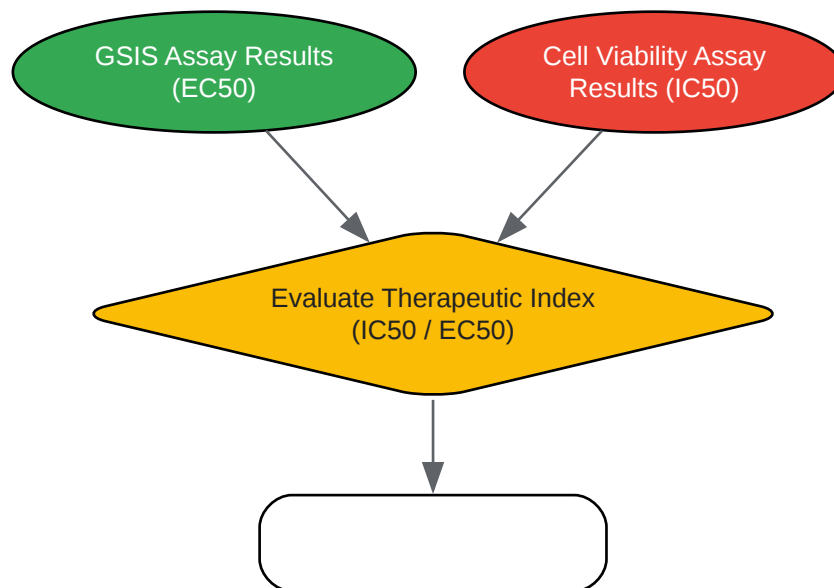 GSIS Assay Results
(EC50)
Cell Viability Assay
Results (IC50)
Evaluate Therapeutic Index
(IC50 / EC50)